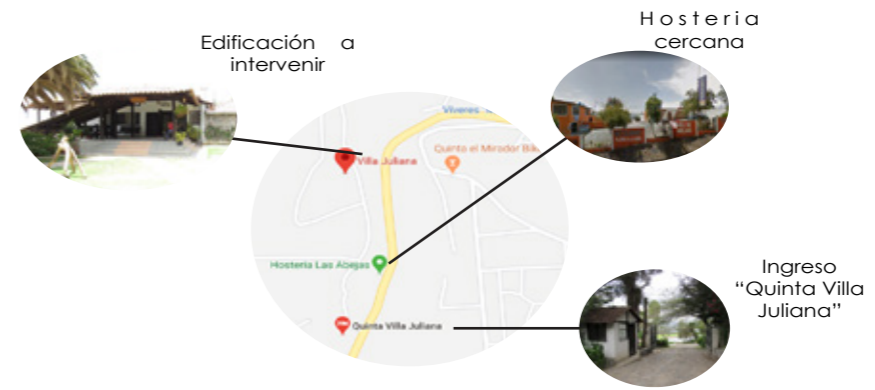 Hosteria
cercana
Edificación a
intervenir
Viveres
Quinta el Mirador
Villa Juliana
Hosteria Las Abejas
Quinta Villa Juliana
Ingreso
“Quinta Villa
Juliana”